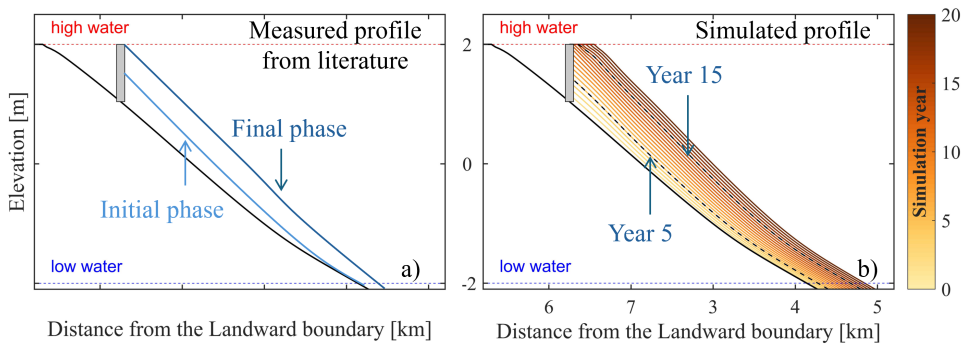 high water
Measured profile
from literature
Final phase
Initial phase
low water
a)
Elevation [m]
Distance from the Landward boundary [km]
2
0
-2
high water
Simulated profile
Year 15
Year 5
low water
b)
6
7
3
4
5
Distance from the Landward boundary [km]
20
15
10
5
0
Simulation year